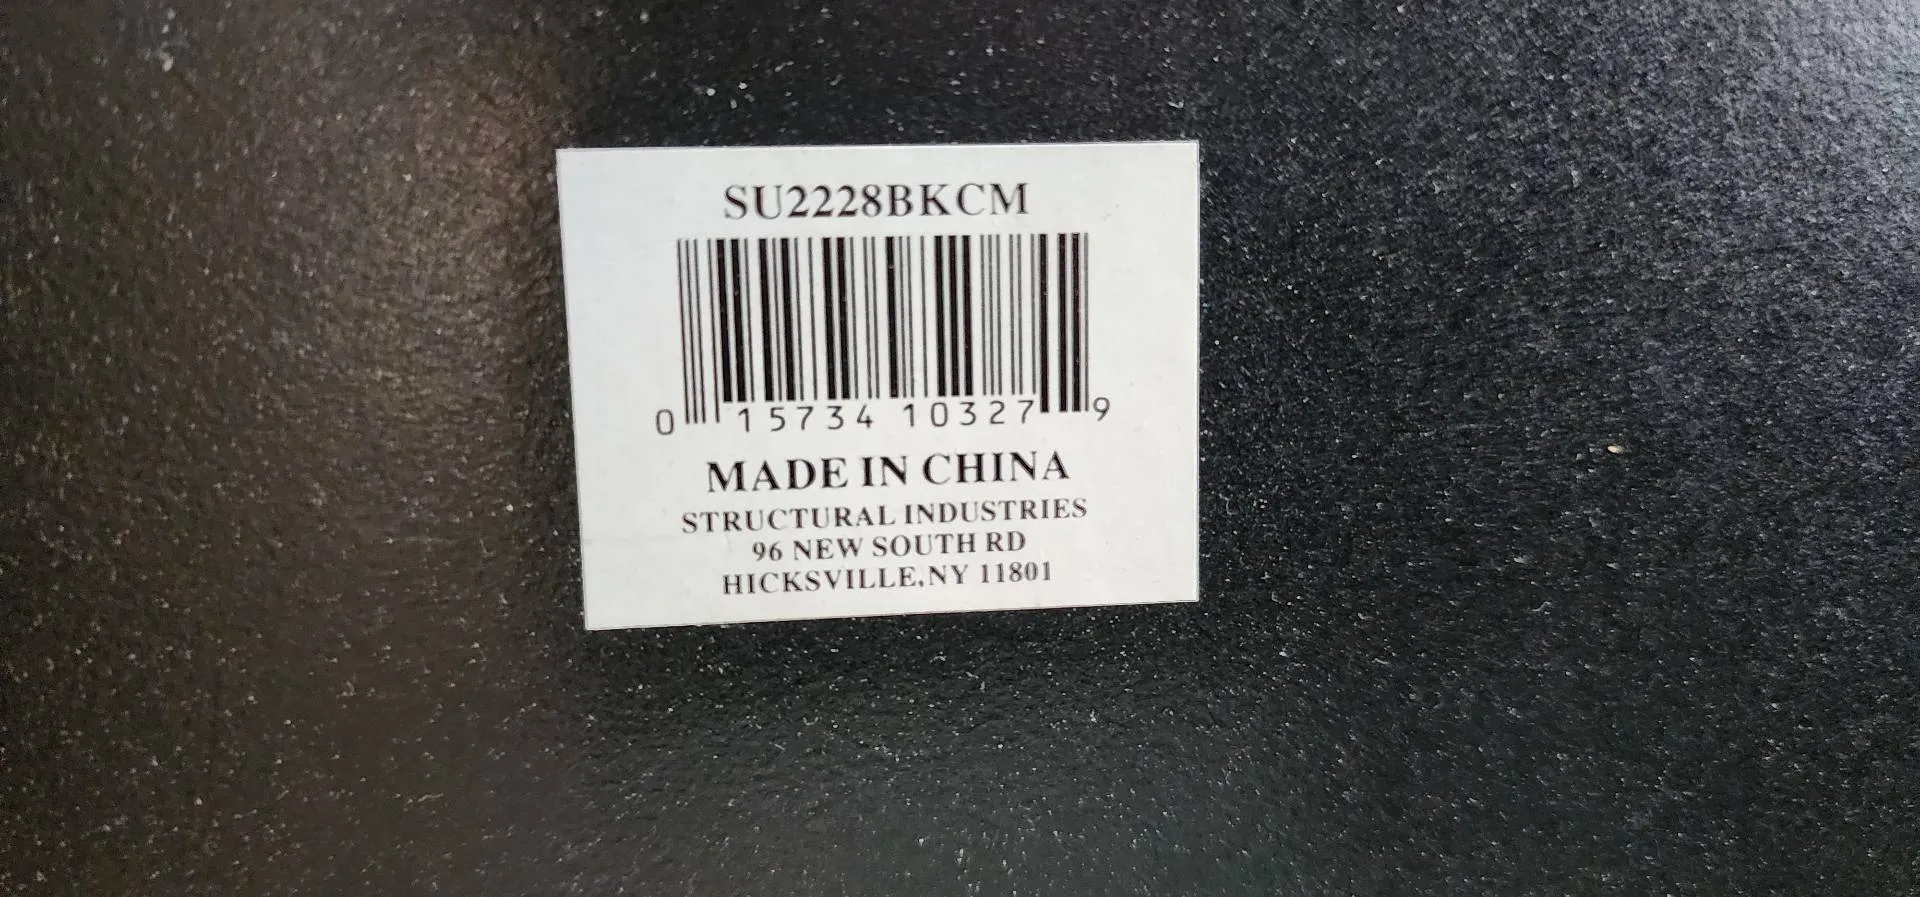 SU2228BKCM
0 15734 10327 9
MADE IN CHINA
STRUCTURAL INDUSTRIES
96 NEW SOUTH RD
HICKSVILLE,NY 11801